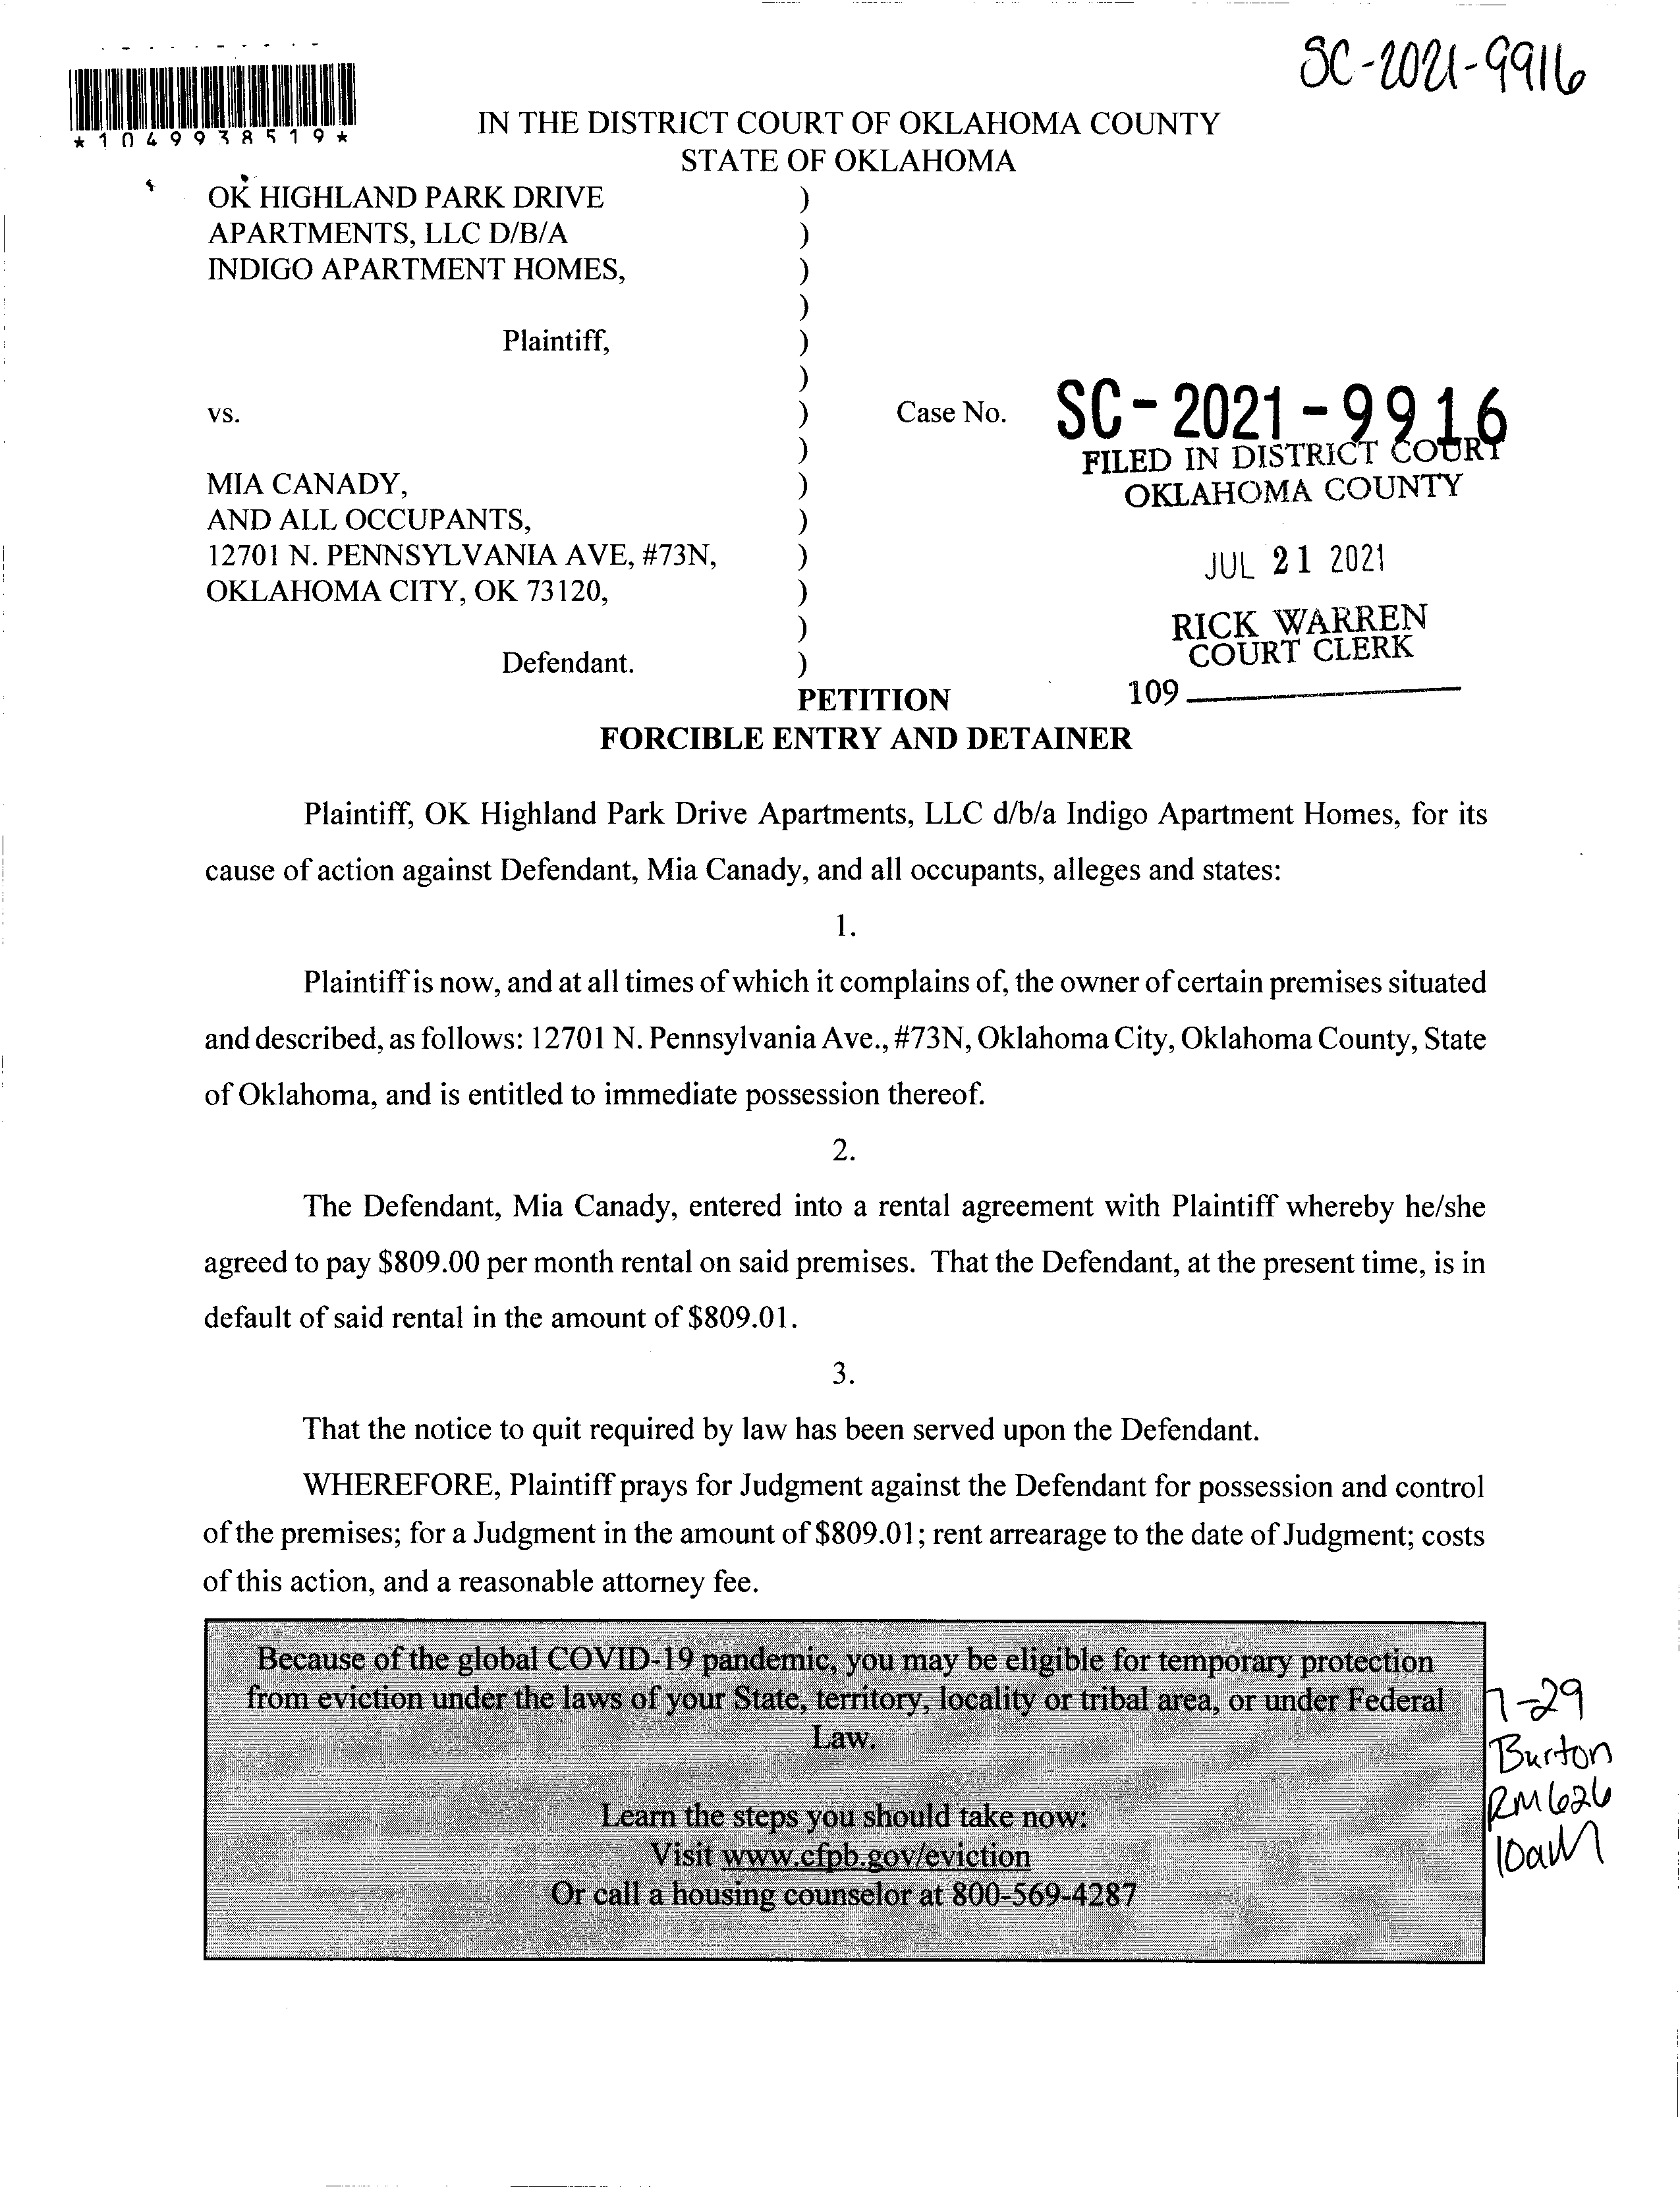 SC-2021-9916
*1049938519*
IN THE DISTRICT COURT OF OKLAHOMA COUNTY
STATE OF OKLAHOMA
OK HIGHLAND PARK DRIVE )
APARTMENTS, LLC D/B/A )
INDIGO APARTMENT HOMES, )
)
Plaintiff, )
)
vs. ) Case No. SC-2021-9916
) FILED IN DISTRICT COURT
MIA CANADY, ) OKLAHOMA COUNTY
AND ALL OCCUPANTS, )
12701 N. PENNSYLVANIA AVE, #73N, ) JUL 21 2021
OKLAHOMA CITY, OK 73120, )
) RICK WARREN
Defendant. ) COURT CLERK
PETITION 109
FORCIBLE ENTRY AND DETAINER
Plaintiff, OK Highland Park Drive Apartments, LLC d/b/a Indigo Apartment Homes, for its
cause of action against Defendant, Mia Canady, and all occupants, alleges and states:
1.
Plaintiff is now, and at all times of which it complains of, the owner of certain premises situated
and described, as follows: 12701 N. Pennsylvania Ave., #73N, Oklahoma City, Oklahoma County, State
of Oklahoma, and is entitled to immediate possession thereof.
2.
The Defendant, Mia Canady, entered into a rental agreement with Plaintiff whereby he/she
agreed to pay $809.00 per month rental on said premises. That the Defendant, at the present time, is in
default of said rental in the amount of $809.01.
3.
That the notice to quit required by law has been served upon the Defendant.
WHEREFORE, Plaintiff prays for Judgment against the Defendant for possession and control
of the premises; for a Judgment in the amount of $809.01; rent arrearage to the date of Judgment; costs
of this action, and a reasonable attorney fee.
Because of the global COVID-19 pandemic, you may be eligible for temporary protection
from eviction under the laws of your State, territory, locality or tribal area, or under Federal
Law.
Learn the steps you should take now:
Visit www.cfpb.gov/eviction
Or call a housing counselor at 800-569-4287
7-29
Burton
RM 626
10am